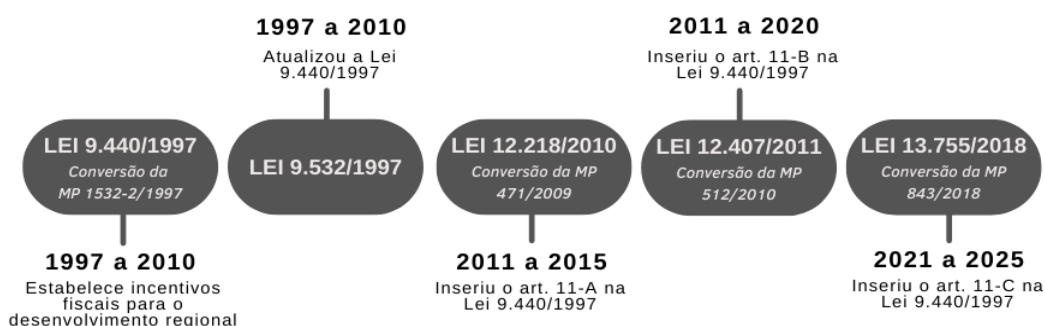 1997 a 2010
Atualizou a Lei
9.440/1997
2011 a 2020
Inseriu o art. 11-B na
Lei 9.440/1997
LEI 9.440/1997
Conversão da
MP 1532-2/1997
LEI 9.532/1997
LEI 12.218/2010
Conversão da MP
471/2009
LEI 12.407/2011
Conversão da MP
512/2010
LEI 13.755/2018
Conversão da MP
843/2018
1997 a 2010
Estabelece incentivos
fiscais para o
desenvolvimento regional
2011 a 2015
Inseriu o art. 11-A na
Lei 9.440/1997
2021 a 2025
Inseriu o art. 11-C na
Lei 9.440/1997